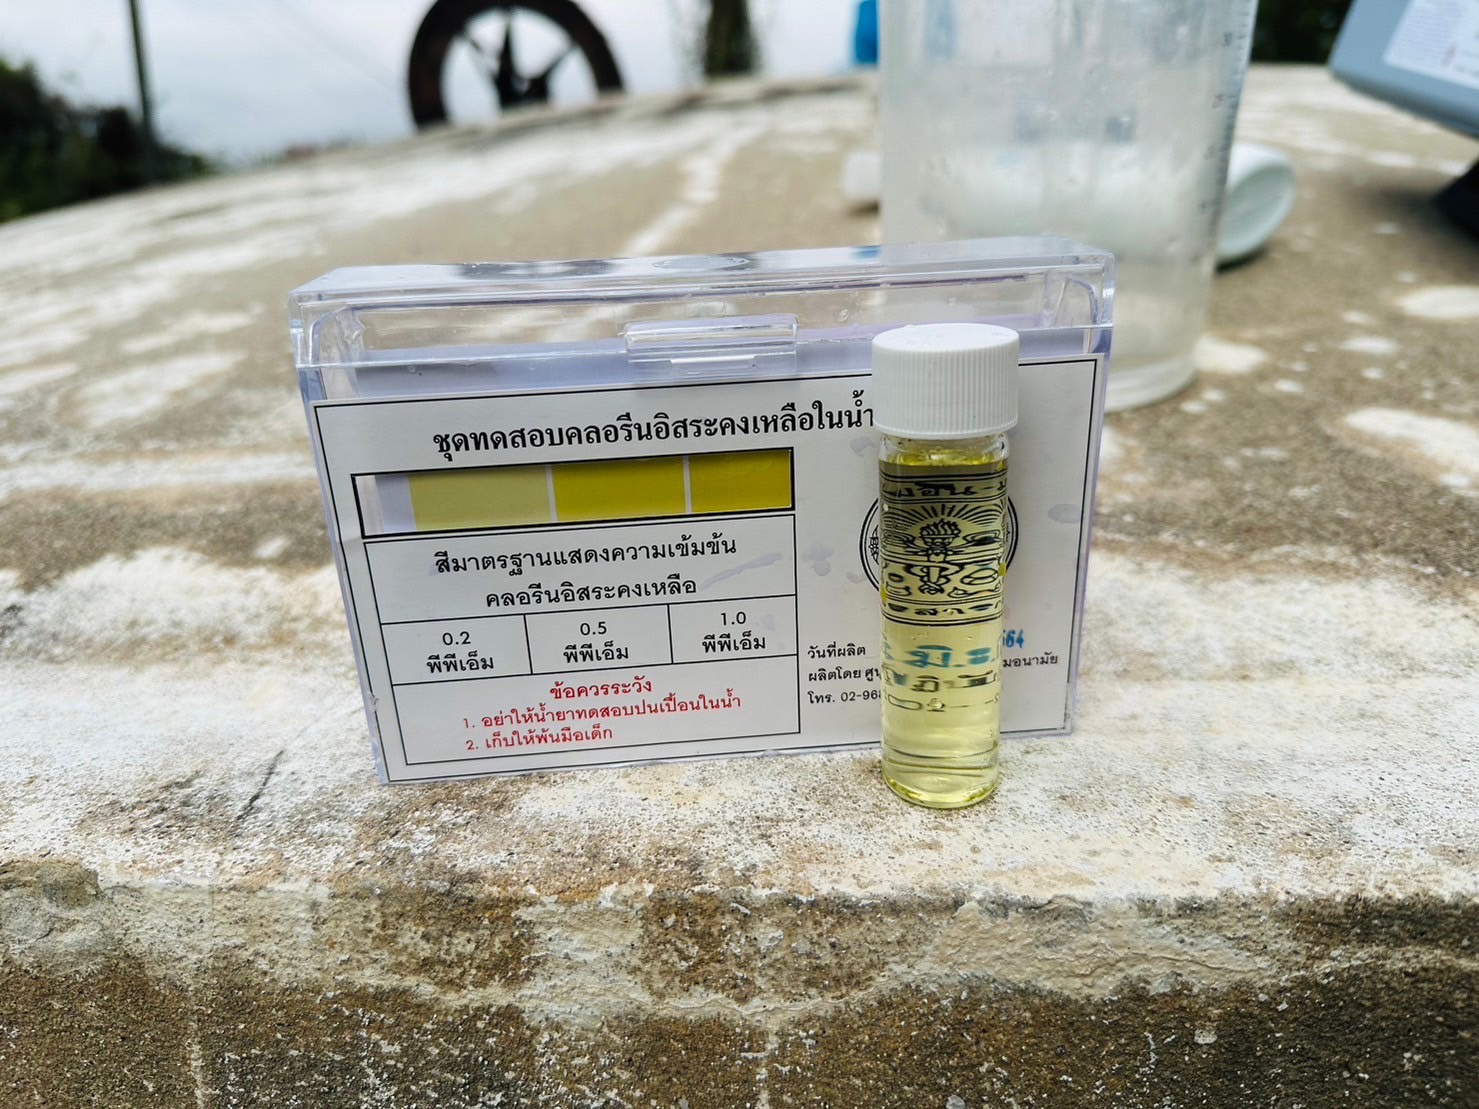 ชุดทดสอบคลอรีนอิสระคงเหลือในน้ำ
สีมาตรฐานแสดงความเข้มข้น
คลอรีนอิสระคงเหลือ
0.2
พีพีเอ็ม
0.5
พีพีเอ็ม
1.0
พีพีเอ็ม
ข้อควรระวัง
1. อย่าให้น้ำยาทดสอบปนเปื้อนในน้ำ
2. เก็บให้พ้นมือเด็ก
วันที่ผลิต
ผลิตโดย
โทร. 02-968